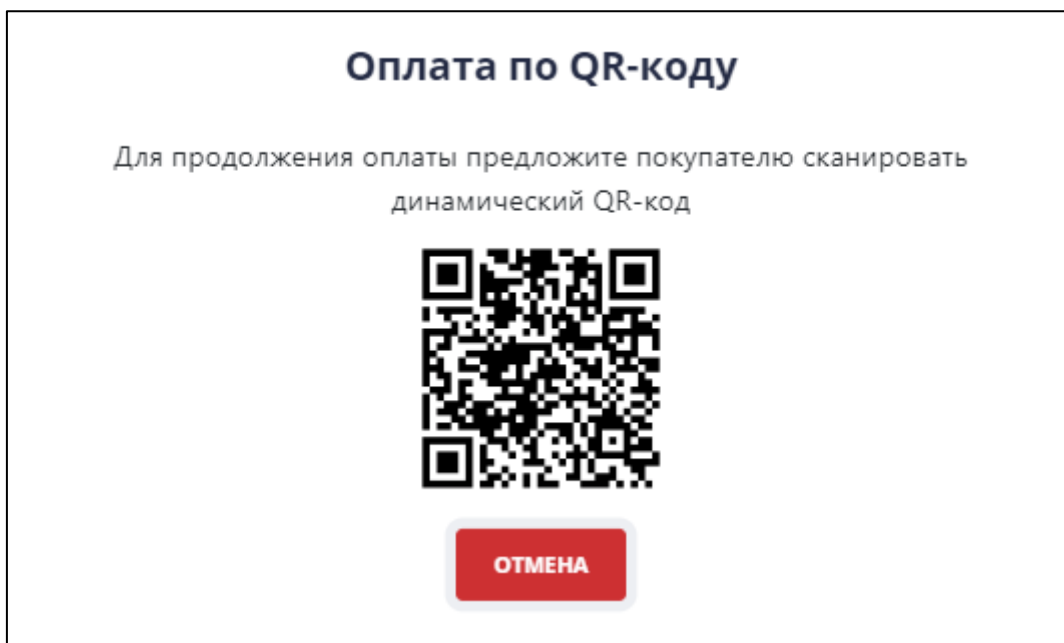 Оплата по QR-коду
Для продолжения оплаты предложите покупателю сканировать
динамический QR-код
ОТМЕНА